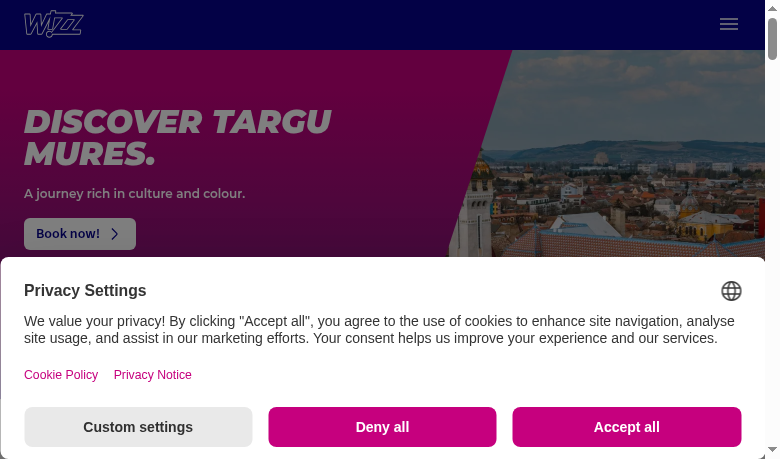 WIZZ
DISCOVER TARGU
MURES.
A journey rich in culture and colour.
Book now!
Privacy Settings
We value your privacy! By clicking "Accept all", you agree to the use of cookies to enhance site navigation, analyse
site usage, and assist in our marketing efforts. Your consent helps us improve your experience and our services.
Cookie Policy Privacy Notice
Custom settings Deny all Accept all